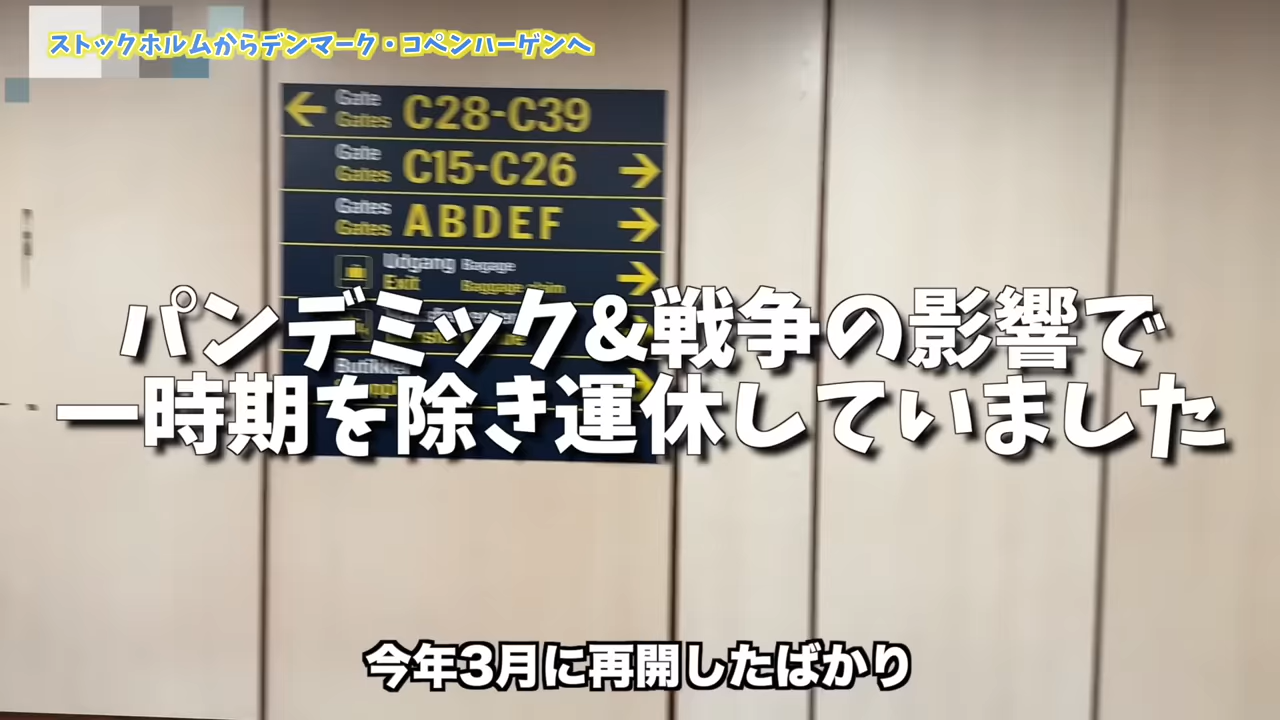 ストックホルムからデンマーク・コペンハーゲンへ
Gate
Gates C28-C39
Gate
Gates C15-C26
Gates
Gates ABDEF
Udgang Bagage
Exit Baggage claim
パンデミック&戦争の影響で
一時期を除き運休していました
今年3月に再開したばかり